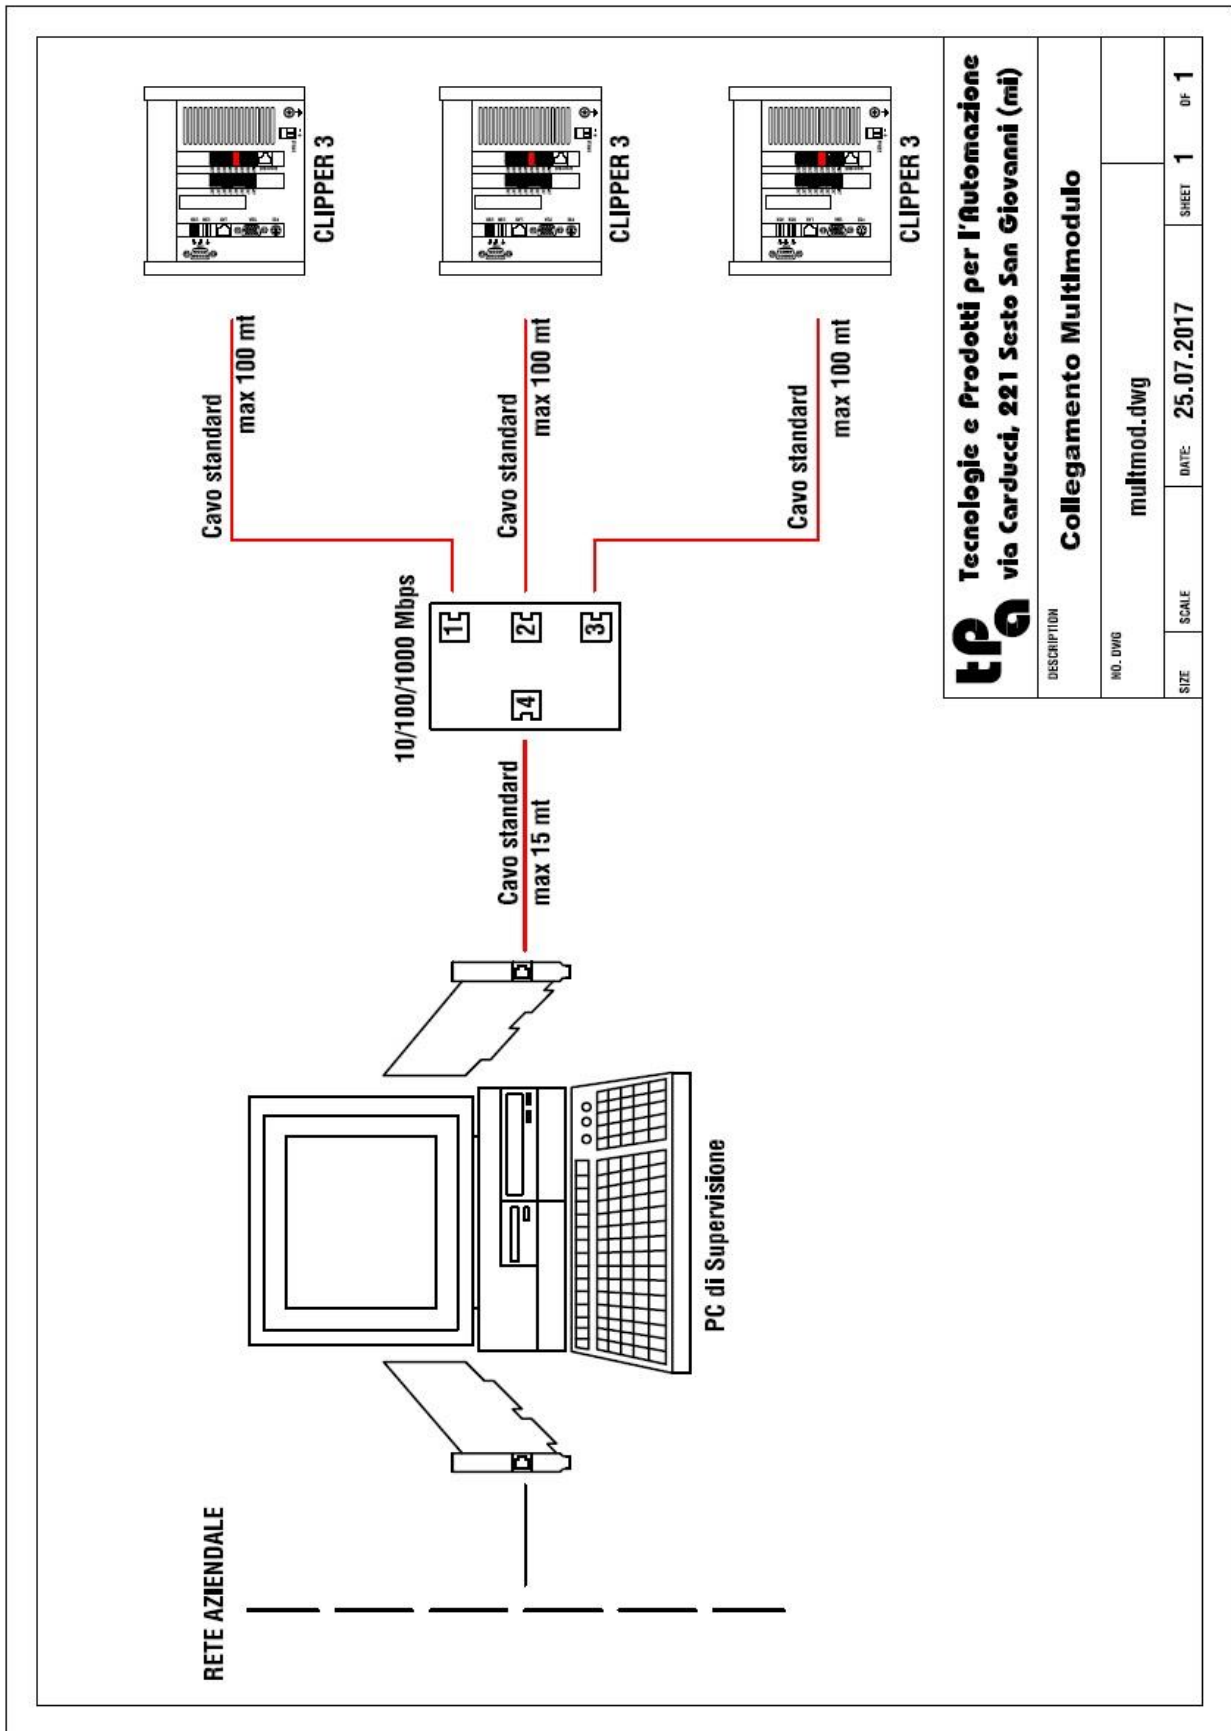 RETE AZIENDALE
PC di Supervisione
Cavo standard
max 15 mt
10/100/1000 Mbps
4
1
2
3
Cavo standard
max 100 mt
CLIPPER 3
Cavo standard
max 100 mt
CLIPPER 3
Cavo standard
max 100 mt
CLIPPER 3
tpa
Tecnologie e Prodotti per l'Automazione
via Carducci, 221 Sesto San Giovanni (mi)
DESCRIPTION
Collegamento Multimodulo
NO. DWG
multmod.dwg
SIZE
SCALE
DATE: 25.07.2017
SHEET 1 OF 1